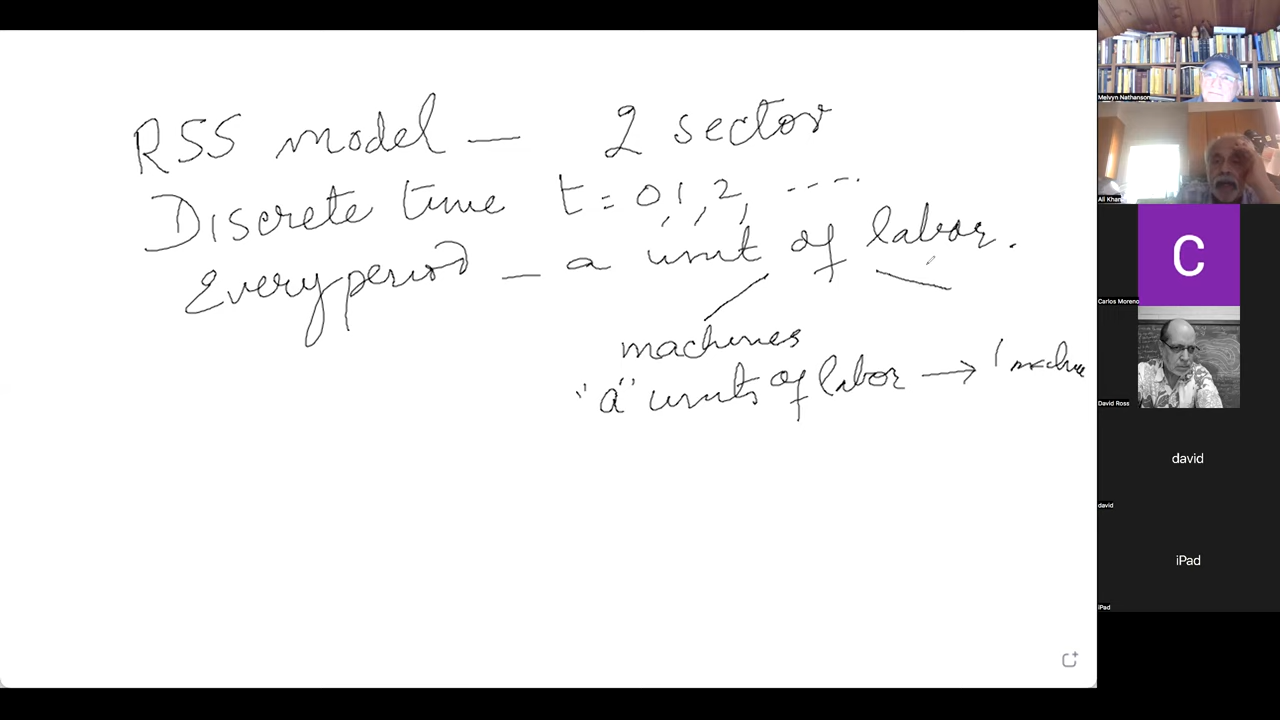 RSS model — 2 sector
Discrete time t = 0, 1, 2, ----.
Every period — a unit of labor.
machines
"a" units of labor → 1 machine
Melvyn Nathanson
Ali Khan
C
Carlos Moreno
David Ross
david
david
iPad
iPad